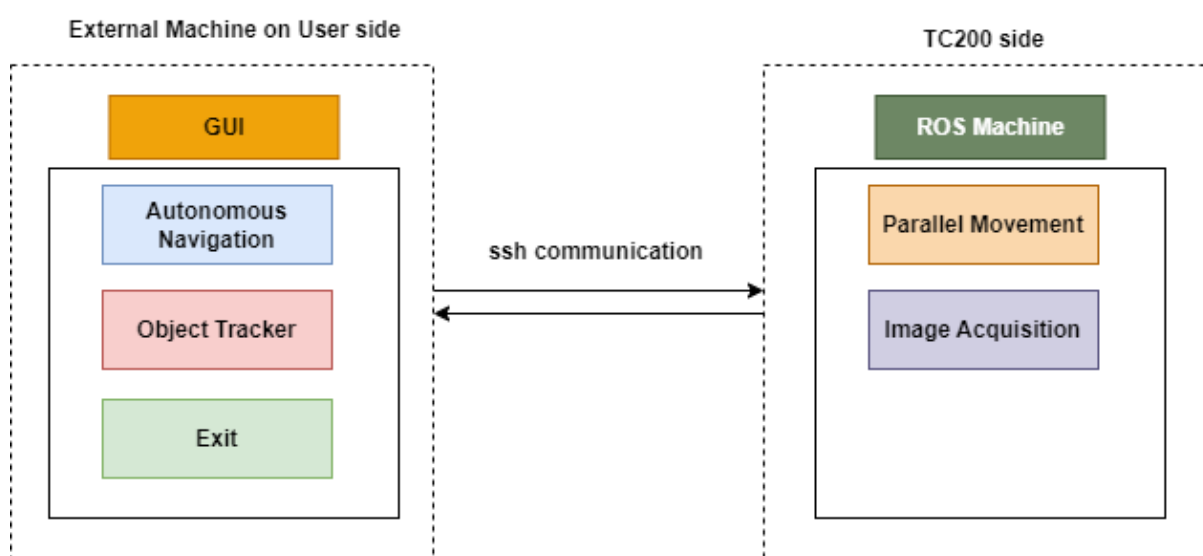 External Machine on User side
GUI
Autonomous
Navigation
Object Tracker
Exit
ssh communication
TC200 side
ROS Machine
Parallel Movement
Image Acquisition